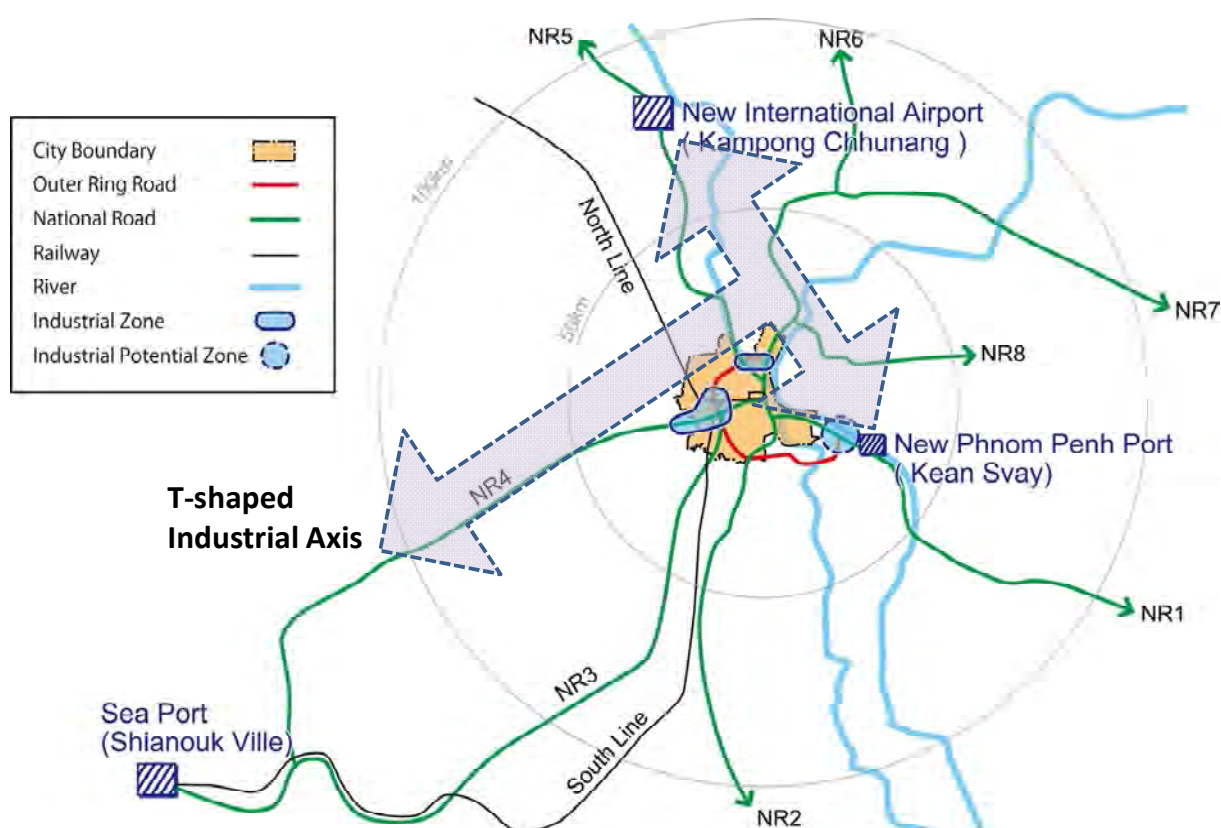 NR5
NR6
New International Airport
( Kampong Chhunang )
City Boundary
Outer Ring Road
National Road
Railway
River
Industrial Zone
Industrial Potential Zone
100km
50km
North Line
NR7
NR8
New Phnom Penh Port
( Kean Svay)
NR4
T-shaped
Industrial Axis
NR1
NR3
Sea Port
(Shianouk Ville)
South Line
NR2